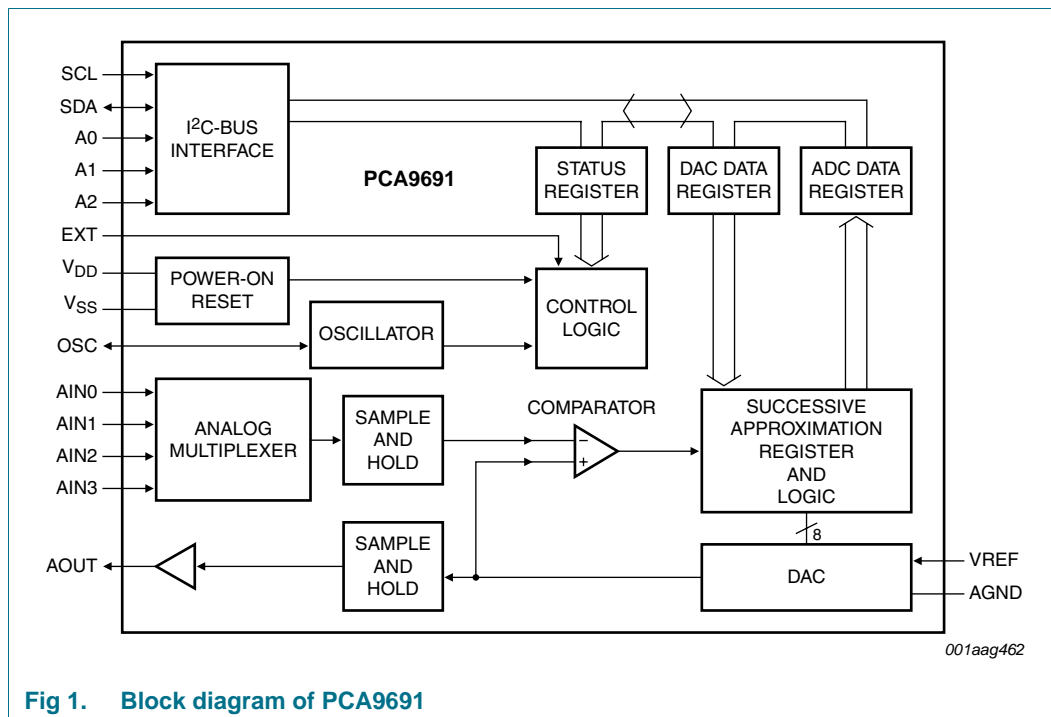 SCL
SDA
A0
A1
A2
EXT
VDD
VSS
OSC
AIN0
AIN1
AIN2
AIN3
AOUT
I2C-BUS
INTERFACE
PCA9691
STATUS
REGISTER
DAC DATA
REGISTER
ADC DATA
REGISTER
POWER-ON
RESET
OSCILLATOR
CONTROL
LOGIC
ANALOG
MULTIPLEXER
SAMPLE
AND
HOLD
COMPARATOR
−
+
SUCCESSIVE
APPROXIMATION
REGISTER
AND
LOGIC
8
SAMPLE
AND
HOLD
DAC
VREF
AGND
001aag462
Fig 1. Block diagram of PCA9691